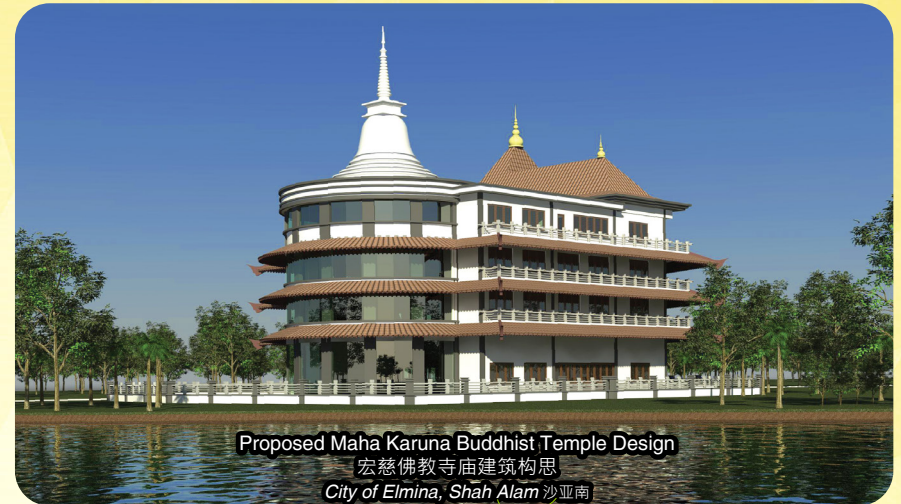 Proposed Maha Karuna Buddhist Temple Design
宏慈佛教寺庙建筑构思
City of Elmina, Shah Alam 沙亚南